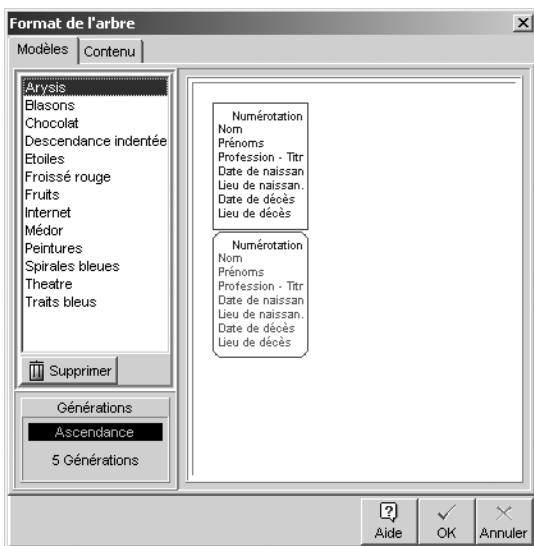 Format de l'arbre
Modèles
Contenu
Arysis
Blasons
Chocolat
Descendance indentée
Etoiles
Froissé rouge
Fruits
Internet
Médor
Peintures
Spirales bleues
Theatre
Traits bleus
Supprimer
Générations
Ascendance
5 Générations
Numérotation
Nom
Prénoms
Profession - Titr
Date de naissan
Lieu de naissan.
Date de décès
Lieu de décès
Numérotation
Nom
Prénoms
Profession - Titr
Date de naissan
Lieu de naissan.
Date de décès
Lieu de décès
Aide
OK
Annuler